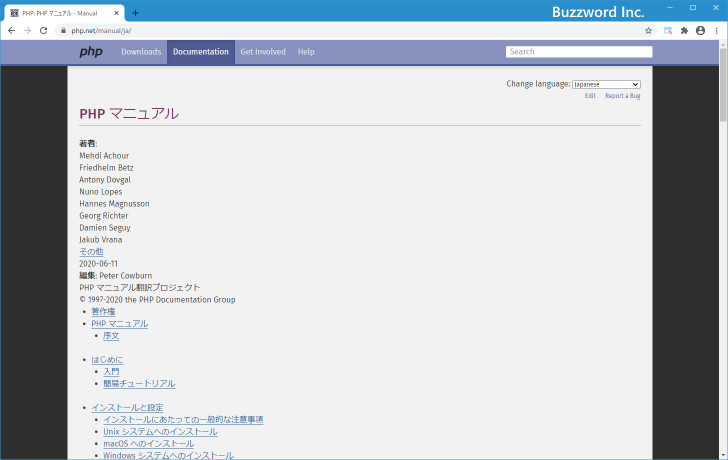 PHP: PHP マニュアル - Manual
Buzzword Inc.
php.net/manual/ja/
php Downloads Documentation Get Involved Help Search
Change language: Japanese
Edit Report a Bug
PHP マニュアル
著者:
Mehdi Achour
Friedhelm Betz
Antony Dovgal
Nuno Lopes
Hannes Magnusson
Georg Richter
Damien Seguy
Jakub Vrana
その他
2020-06-11
編集: Peter Cowburn
PHP マニュアル翻訳プロジェクト
© 1997-2020 the PHP Documentation Group
著作権
PHP マニュアル
序文
はじめに
入門
簡易チュートリアル
インストールと設定
インストールにあたっての一般的な注意事項
Unix システムへのインストール
macOS へのインストール
Windows システムへのインストール